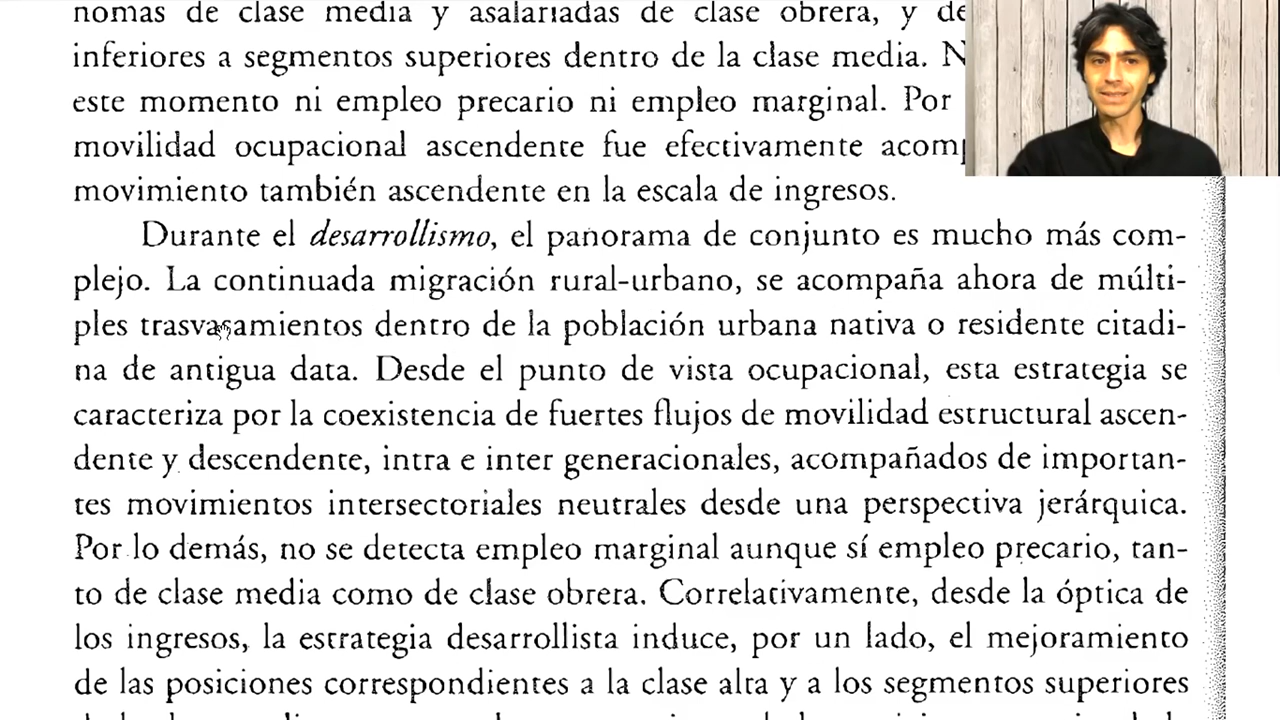 nomas de clase media y asalariadas de clase obrera, y de
inferiores a segmentos superiores dentro de la clase media.
este momento ni empleo precario ni empleo marginal. Por
movilidad ocupacional ascendente fue efectivamente
movimiento también ascendente en la escala de ingresos.
Durante el desarrollismo, el panorama de conjunto es mucho más com-
plejo. La continuada migración rural-urbano, se acompaña ahora de múlti-
ples trasvasamientos dentro de la población urbana nativa o residente citadi-
na de antigua data. Desde el punto de vista ocupacional, esta estrategia se
caracteriza por la coexistencia de fuertes flujos de movilidad estructural ascen-
dente y descendente, intra e inter generacionales, acompañados de importan-
tes movimientos intersectoriales neutrales desde una perspectiva jerárquica.
Por lo demás, no se detecta empleo marginal aunque sí empleo precario, tan-
to de clase media como de clase obrera. Correlativamente, desde la óptica de
los ingresos, la estrategia desarrollista induce, por un lado, el mejoramiento
de las posiciones correspondientes a la clase alta y a los segmentos superiores